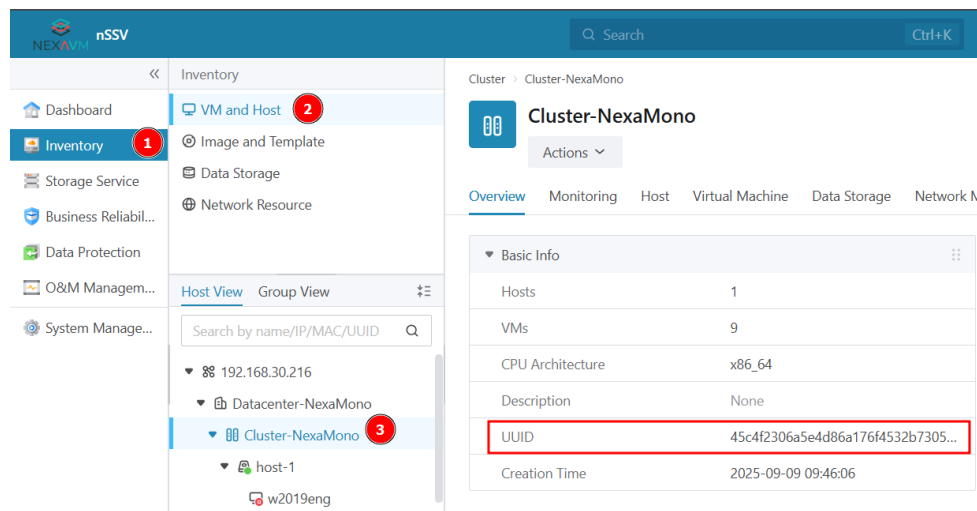 NEXAVM
nSSV
Search
Ctrl+K
Dashboard
Inventory
1
Storage Service
Business Reliabil...
Data Protection
O&M Managem...
System Manage...
Inventory
VM and Host
2
Image and Template
Data Storage
Network Resource
Host View Group View
Search by name/IP/MAC/UUID
192.168.30.216
Datacenter-NexaMono
Cluster-NexaMono
3
host-1
w2019eng
Cluster > Cluster-NexaMono
Cluster-NexaMono
Actions
Overview Monitoring Host Virtual Machine Data Storage Network
Basic Info
Hosts 1
VMs 9
CPU Architecture x86_64
Description None
UUID 45c4f2306a5e4d86a176f4532b7305...
Creation Time 2025-09-09 09:46:06